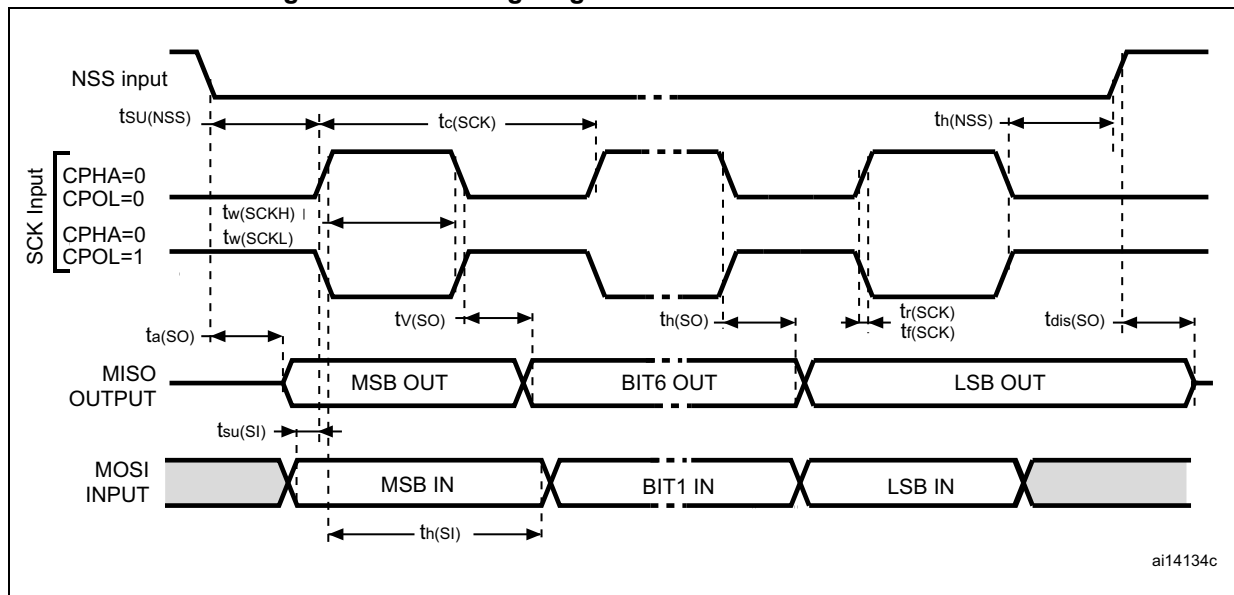 NSS input
tSU(NSS)
tc(SCK)
th(NSS)
SCK Input
CPHA=0
CPOL=0
tw(SCKH)
CPHA=0
CPOL=1
tw(SCKL)
ta(SO)
tV(SO)
th(SO)
tr(SCK)
tf(SCK)
tdis(SO)
MISO
OUTPUT
MSB OUT
BIT6 OUT
LSB OUT
tsu(SI)
MOSI
INPUT
MSB IN
BIT1 IN
LSB IN
th(SI)
ai14134c